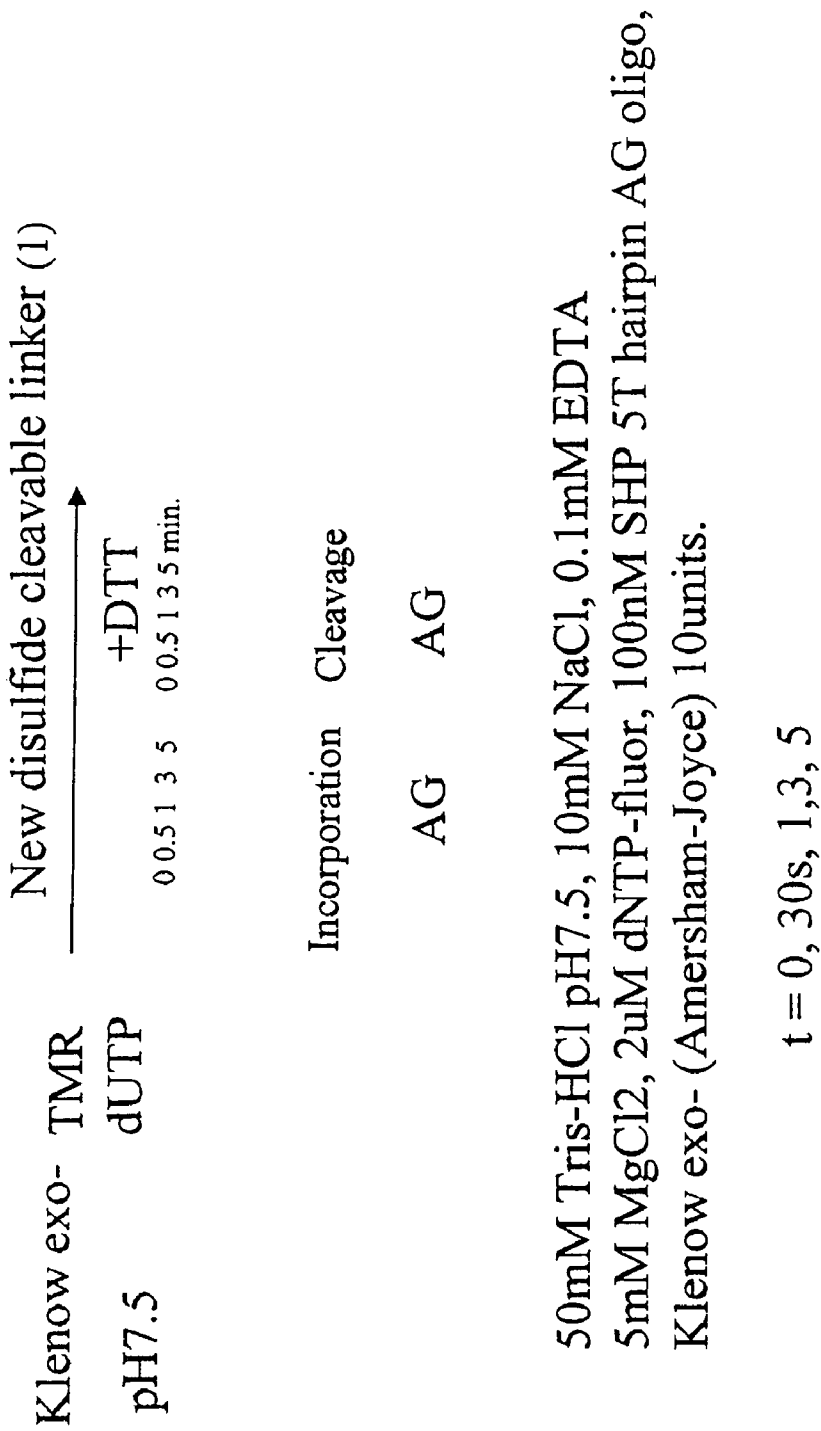 New disulfide cleavable linker (1)
Klenow exo- TMR
pH7.5 dUTP +DTT
0 0.5 1 3 5 0 0.5 1 3 5 min.
Incorporation Cleavage
AG AG
50mM Tris-HCl pH7.5, 10mM NaCl, 0.1mM EDTA
5mM MgCl2, 2uM dNTP-fluor, 100nM SHP 5T hairpin AG oligo,
Klenow exo- (Amersham-Joyce) 10units.
t = 0, 30s, 1,3, 5